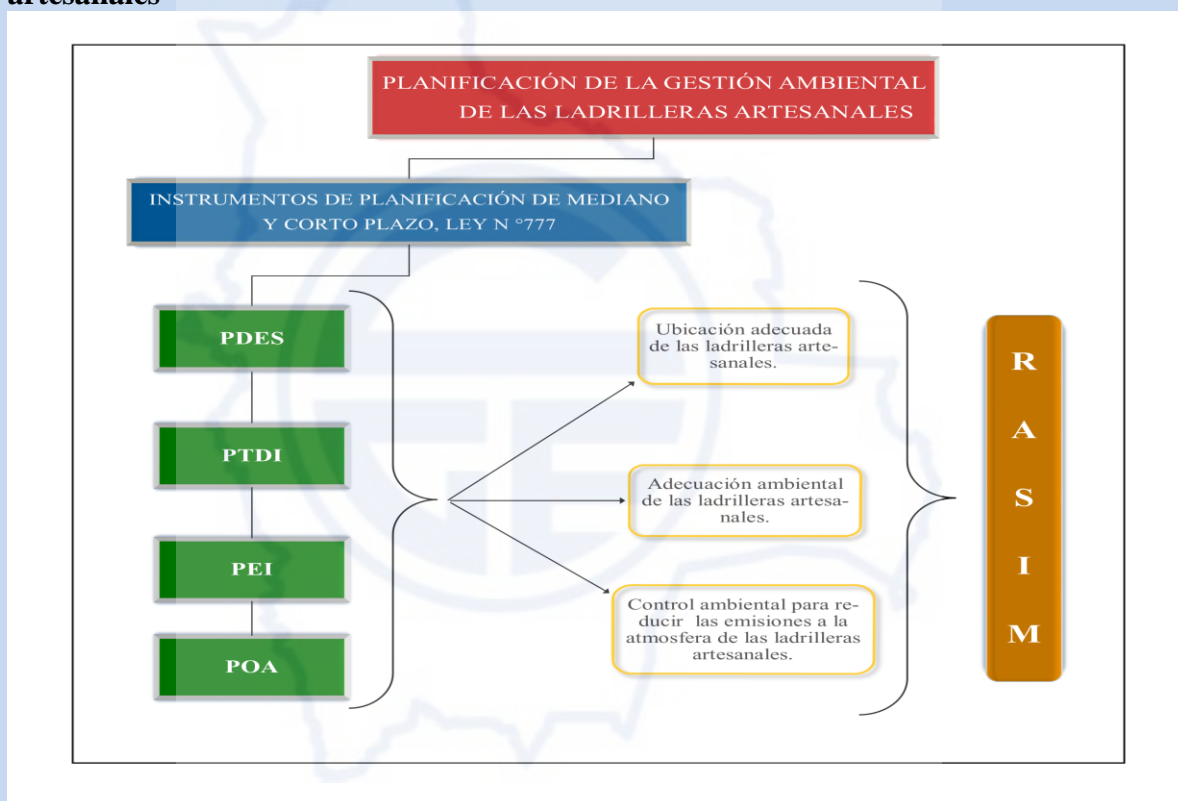 artesanales
PLANIFICACIÓN DE LA GESTIÓN AMBIENTAL
DE LAS LADRILLERAS ARTESANALES
INSTRUMENTOS DE PLANIFICACIÓN DE MEDIANO
Y CORTO PLAZO, LEY N °777
PDES
PTDI
PEI
POA
Ubicación adecuada
de las ladrilleras arte-
sanales.
Adecuación ambiental
de las ladrilleras artesa-
nales.
Control ambiental para re-
ducir las emisiones a la
atmosfera de las ladrilleras
artesanales.
R
A
S
I
M